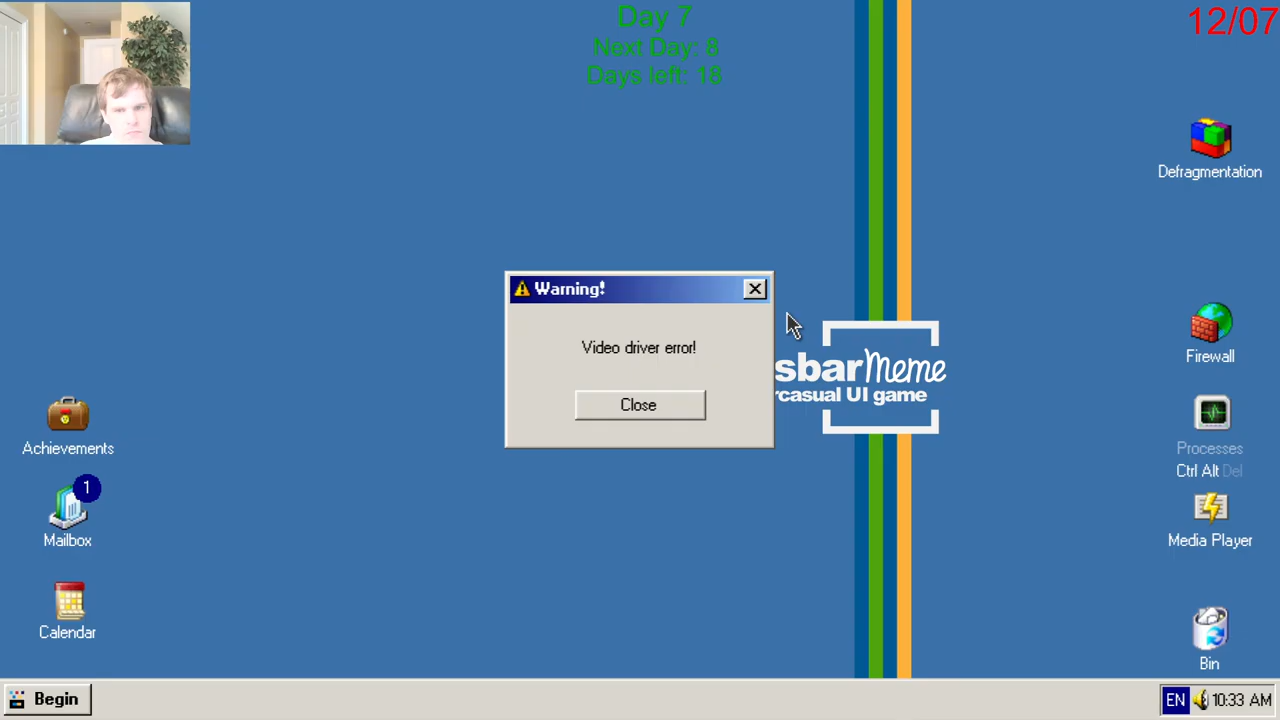 Day 7
Next Day: 8
Days left: 18
12/07
Defragmentation
Warning!
Video driver error!
Close
sbarMeme
rcasual UI game
Firewall
Achievements
Processes
Ctrl Alt Del
1
Mailbox
Media Player
Calendar
Bin
Begin
EN
10:33 AM